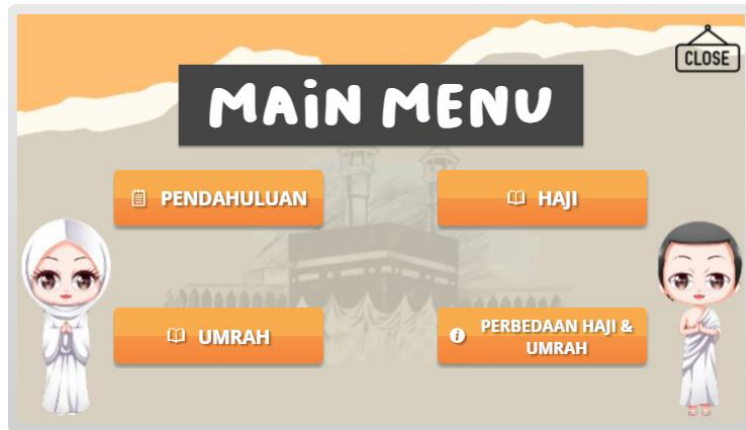 CLOSE
MAiN MENU
PENDAHULUAN
HAJI
UMRAH
PERBEDAAN HAJI &
UMRAH